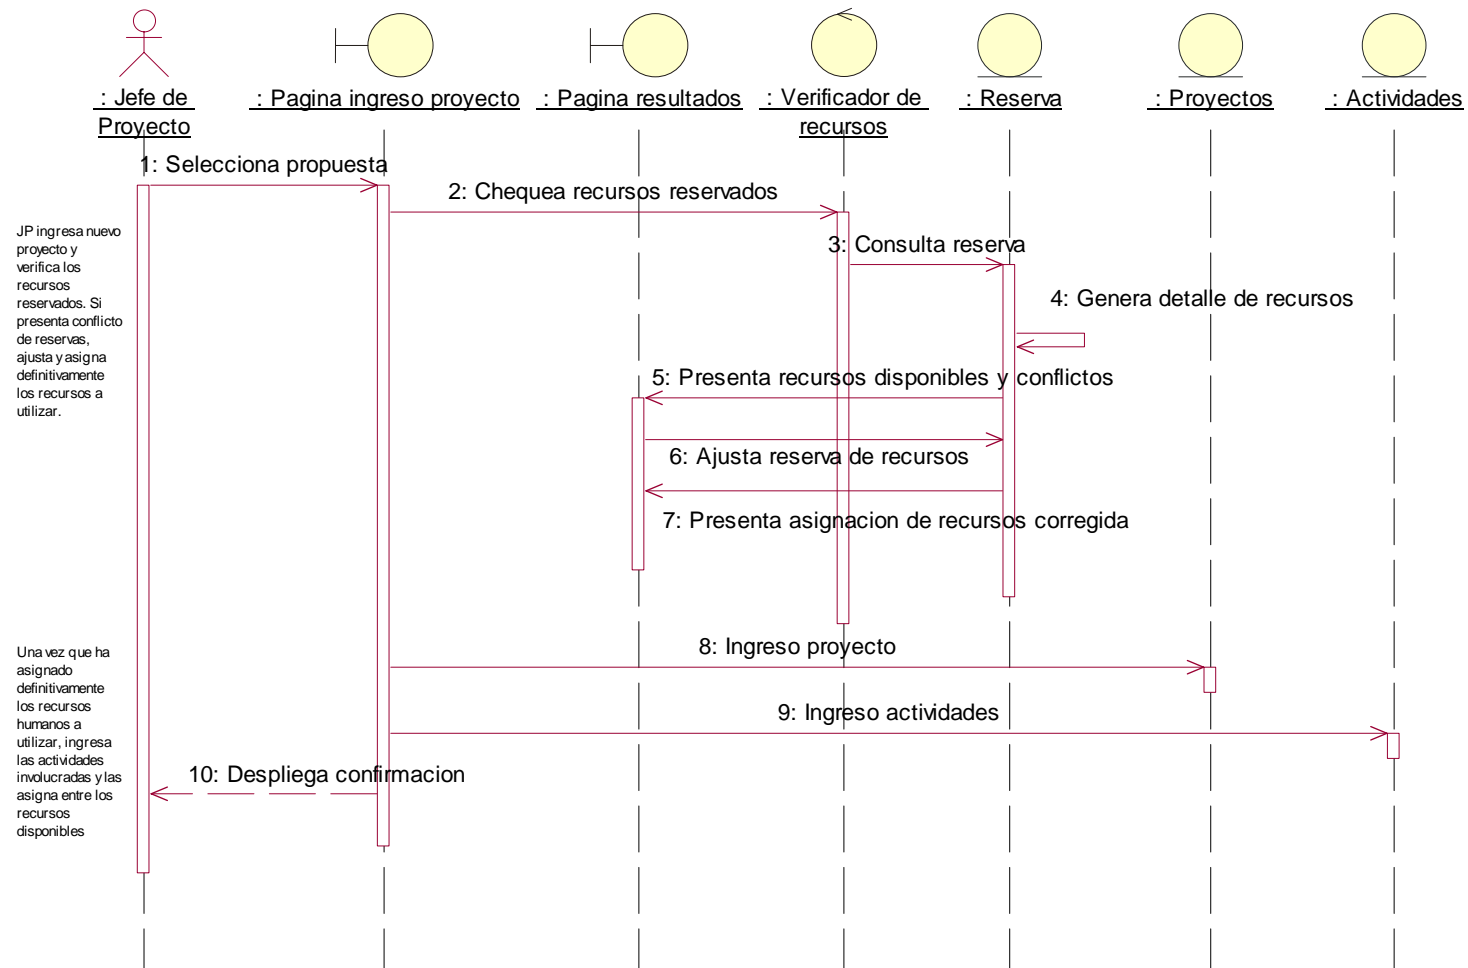 : Jefe de
Proyecto
: Pagina ingreso proyecto
: Pagina resultados
: Verificador de
recursos
: Reserva
: Proyectos
: Actividades
1: Selecciona propuesta
2: Chequea recursos reservados
JP ingresa nuevo
proyecto y
verifica los
recursos
reservados. Si
presenta conflicto
de reservas,
ajusta y asigna
definitivamente
los recursos a
utilizar.
3: Consulta reserva
4: Genera detalle de recursos
5: Presenta recursos disponibles y conflictos
6: Ajusta reserva de recursos
7: Presenta asignacion de recursos corregida
Una vez que ha
asignado
definitivamente
los recursos
humanos a
utilizar, ingresa
las actividades
involucradas y las
asigna entre los
recursos
disponibles
8: Ingreso proyecto
9: Ingreso actividades
10: Despliega confirmacion